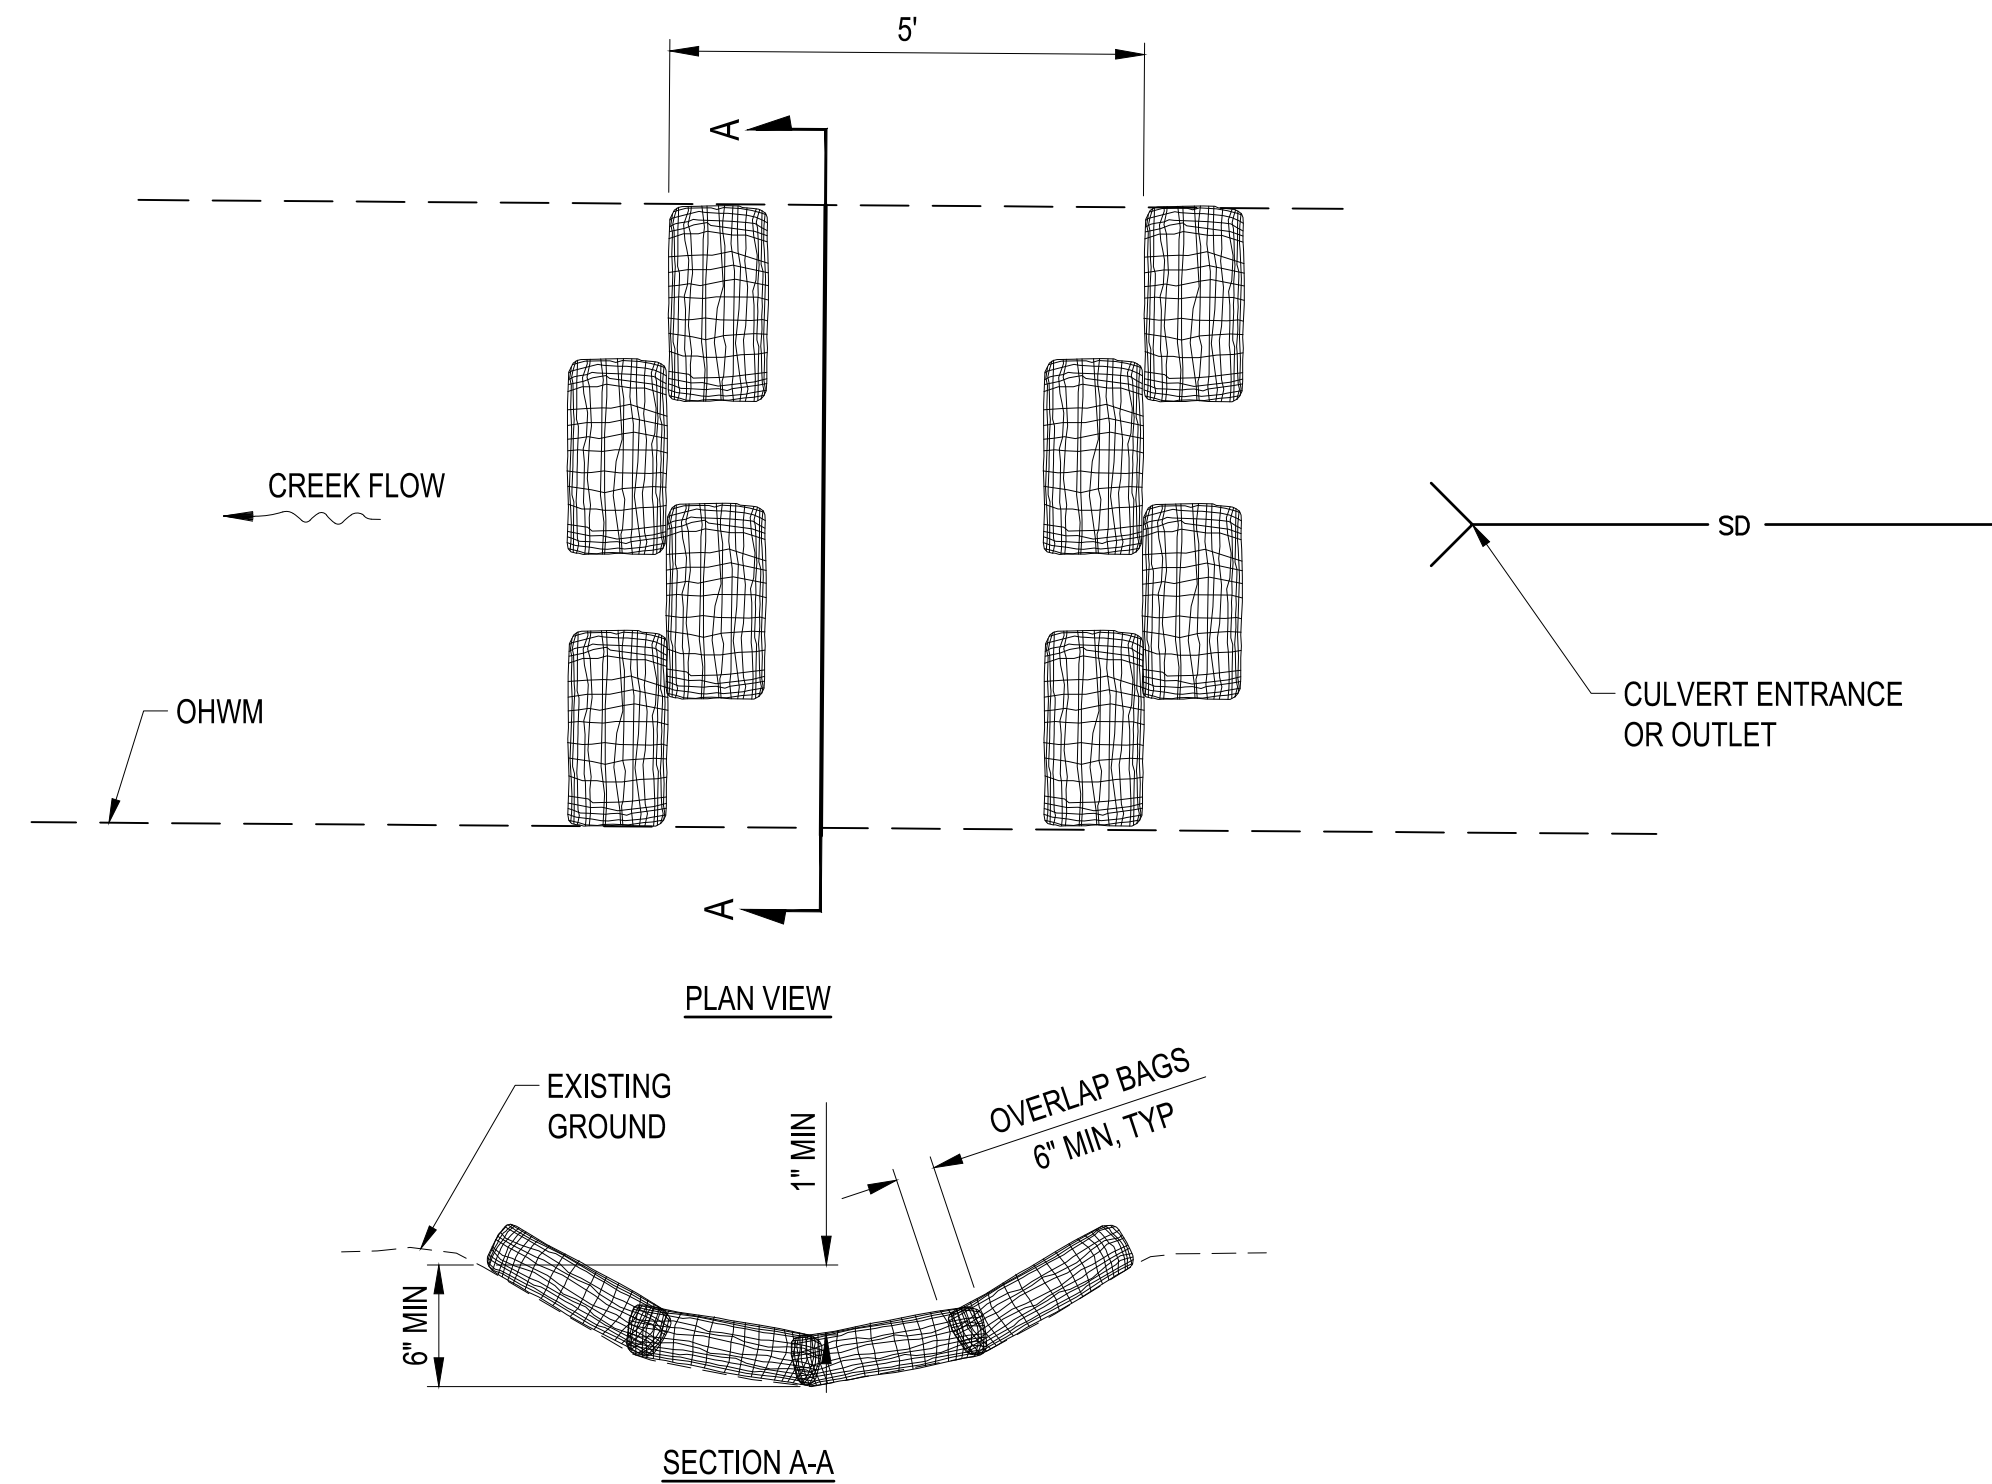 5'
A
CREEK FLOW
SD
OHWM
CULVERT ENTRANCE
OR OUTLET
A
PLAN VIEW
EXISTING
GROUND
1" MIN
OVERLAP BAGS
6" MIN, TYP
6" MIN
SECTION A-A